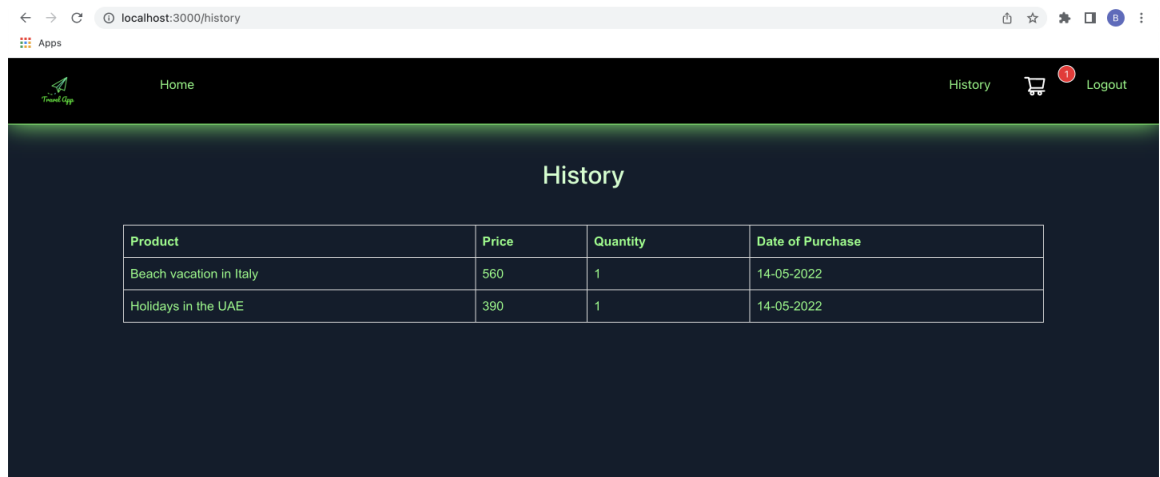 localhost:3000/history
B
Apps
Travel App
Home
History
1
Logout
History
Product Price Quantity Date of Purchase
Beach vacation in Italy 560 1 14-05-2022
Holidays in the UAE 390 1 14-05-2022